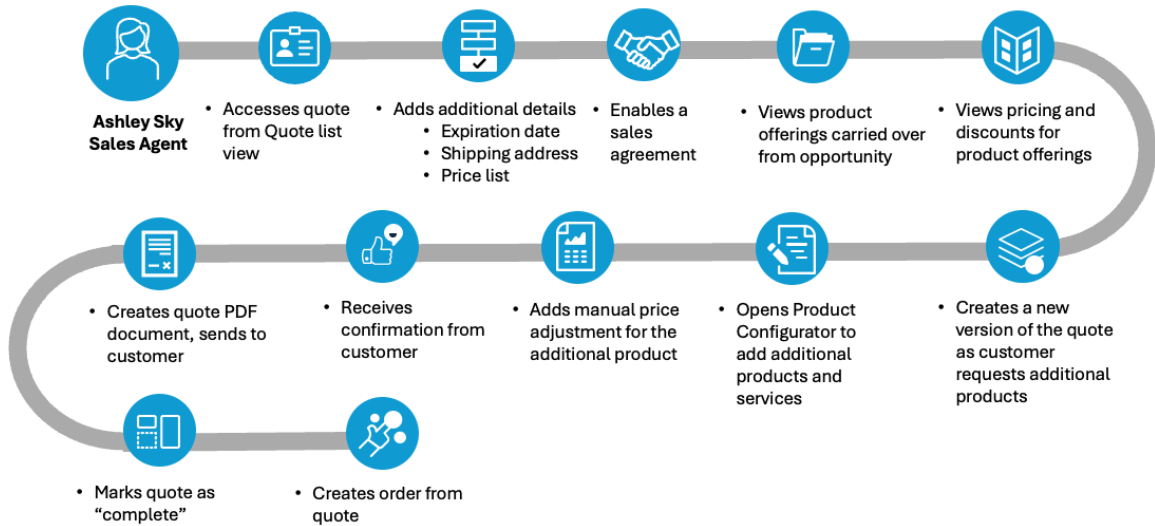 Ashley Sky
Sales Agent
• Accesses quote
from Quote list
view
• Adds additional details
• Expiration date
• Shipping address
• Price list
• Enables a
sales
agreement
• Views product
offerings carried over
from opportunity
• Views pricing and
discounts for
product offerings
• Creates a new
version of the quote
as customer
requests additional
products
• Opens Product
Configurator to
add additional
products and
services
• Adds manual price
adjustment for the
additional product
• Receives
confirmation from
customer
• Creates quote PDF
document, sends to
customer
• Marks quote as
“complete”
• Creates order from
quote